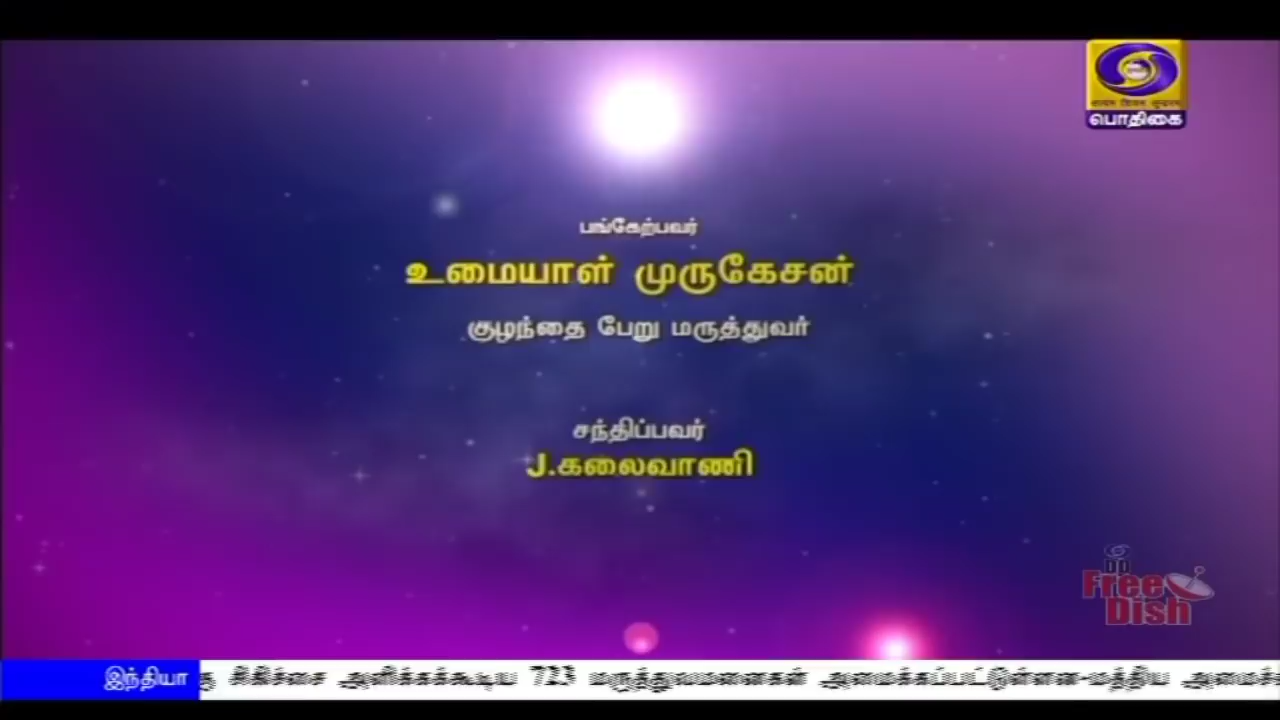 பொதிகை
பங்கேற்பவர்
உமையாள் முருகேசன்
குழந்தை பேறு மருத்துவர்
சந்திப்பவர்
J.கலைவாணி
DD
Free
Dish
இந்தியா சிகிச்சை அளிக்கக்கூடிய 723 மருத்துவமனைகள் அமைக்கப்பட்டுள்ளன-மத்திய